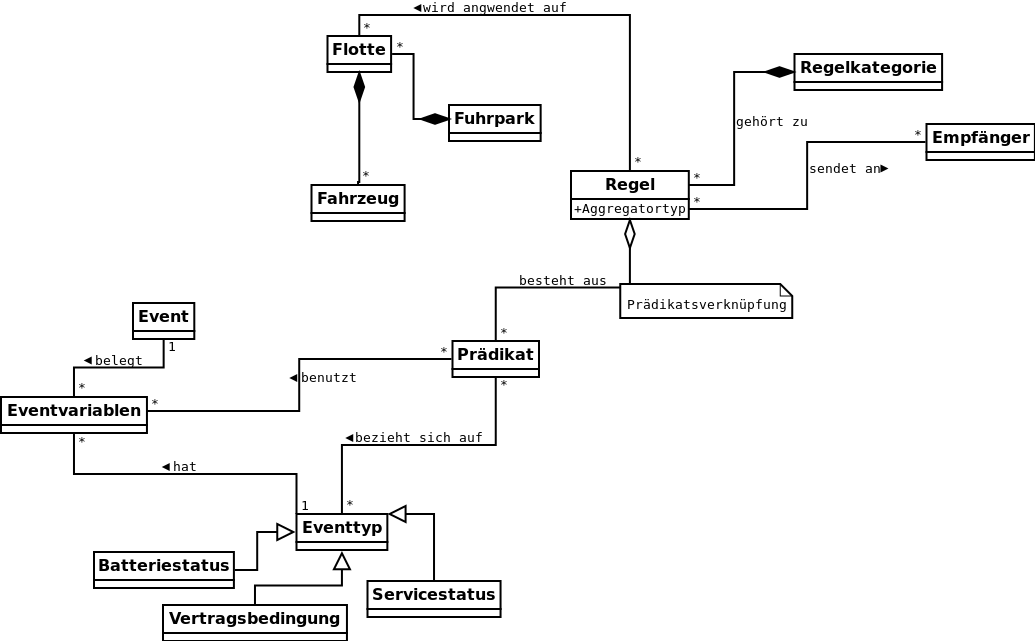 ◄wird angwendet auf
*
Flotte
*
Regelkategorie
Fuhrpark
gehört zu
*
Empfänger
*
sendet an►
*
Fahrzeug
*
Regel
*
+Aggregatortyp
besteht aus
Prädikatsverknüpfung
Event
1
*
◄belegt
*
Prädikat
◄benutzt
*
*
Eventvariablen
*
*
◄bezieht sich auf
◄hat
1
*
Eventtyp
Batteriestatus
Servicestatus
Vertragsbedingung